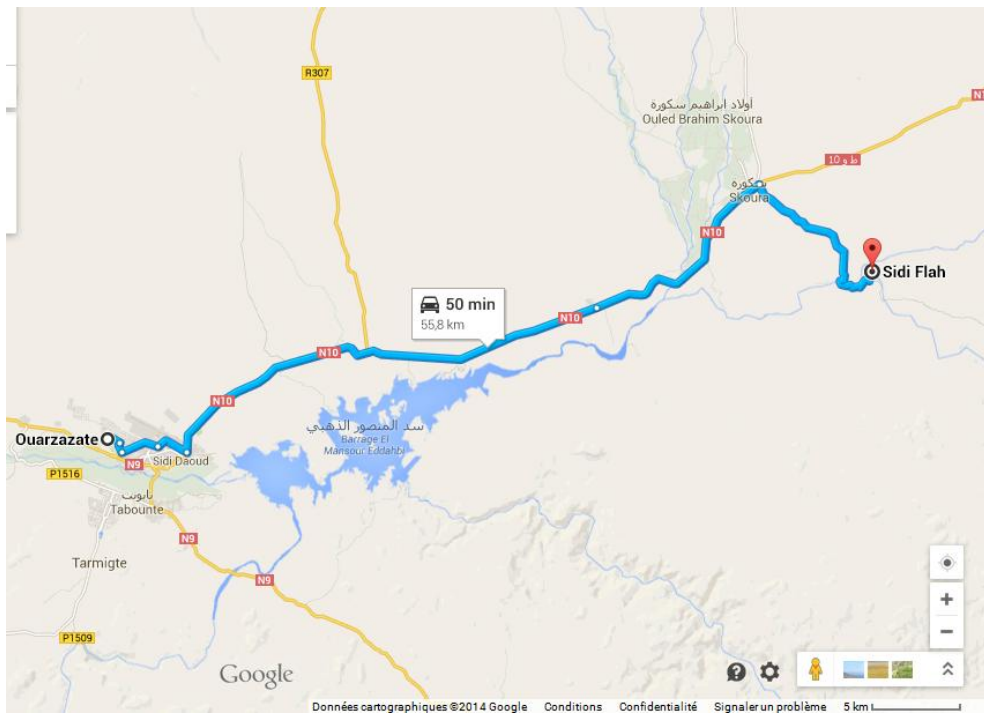 R307
أولاد ابراهيم سكورة
Ouled Brahim Skoura
ط و 10
سكورة
Skoura
N10
Sidi Flah
50 min
55,8 km
N10
N10
N10
سد المنصور الذهبي
Barrage El
Mansour Eddahbi
Ouarzazate
N9
Sidi Daoud
P1516
تابونت
Tabounte
N9
Tarmigte
N9
P1509
Google
Données cartographiques ©2014 Google Conditions Confidentialité Signaler un problème 5 km